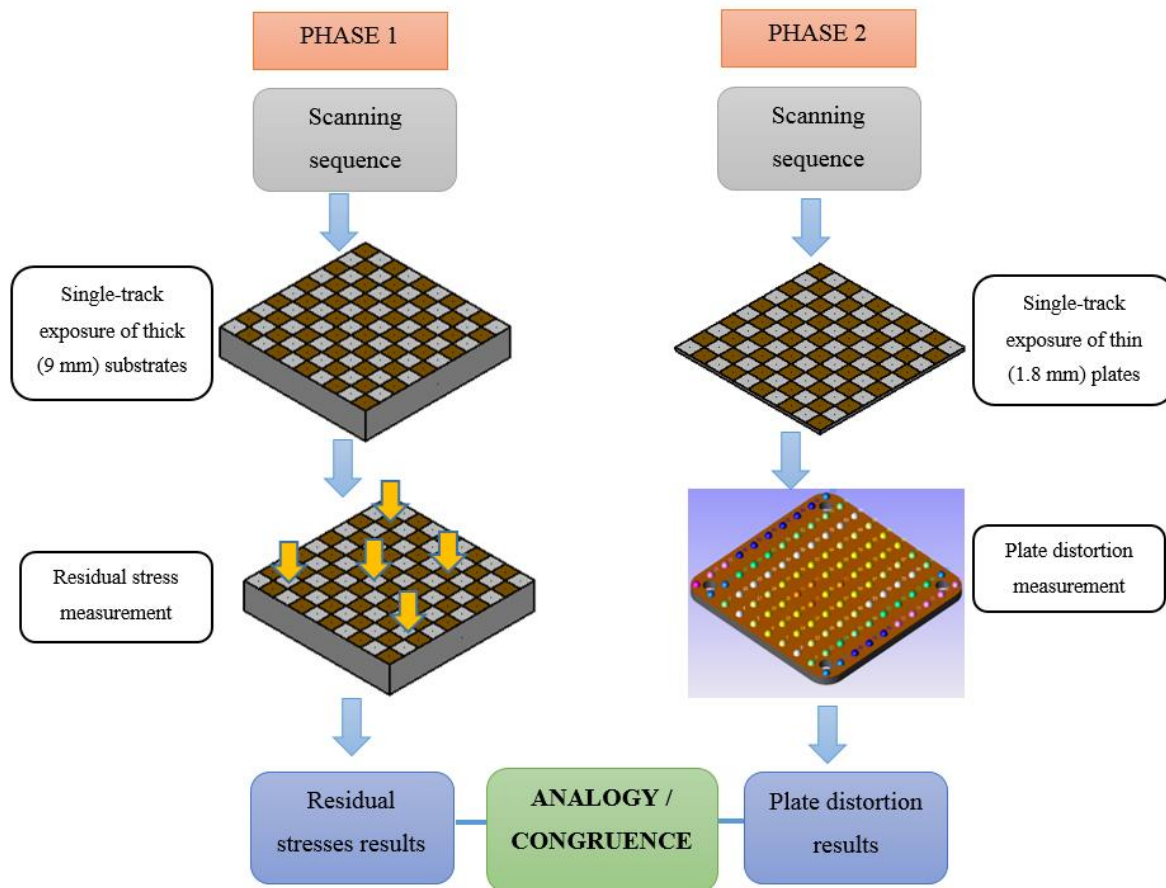 PHASE 1
Scanning
sequence
Single-track
exposure of thick
(9 mm) substrates
Residual stress
measurement
Residual
stresses results
ANALOGY /
CONGRUENCE
PHASE 2
Scanning
sequence
Single-track
exposure of thin
(1.8 mm) plates
Plate distortion
measurement
Plate distortion
results